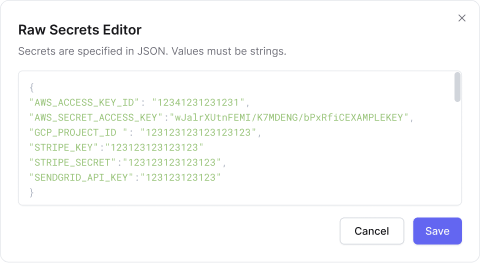 Raw Secrets Editor
Secrets are specified in JSON. Values must be strings.
{
"AWS_ACCESS_KEY_ID": "12341231231231",
"AWS_SECRET_ACCESS_KEY":"wJalrXUtnFEMI/K7MDENG/bPxRfiCEXAMPLEKEY",
"GCP_PROJECT_ID ": "123123123123123123",
"STRIPE_KEY":"123123123123123"
"STRIPE_SECRET":"123123123123123",
"SENDGRID_API_KEY":"123123123123"
}
Cancel
Save